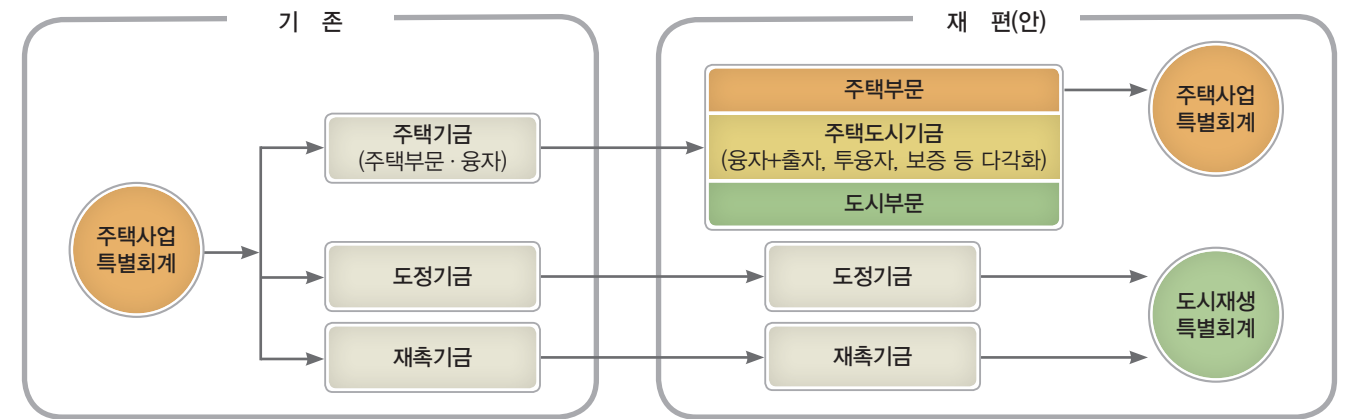 기 존
주택사업
특별회계
주택기금
(주택부문 · 융자)
도정기금
재촉기금
재 편(안)
주택부문
주택도시기금
(융자+출자, 투융자, 보증 등 다각화)
도시부문
도정기금
재촉기금
주택사업
특별회계
도시재생
특별회계